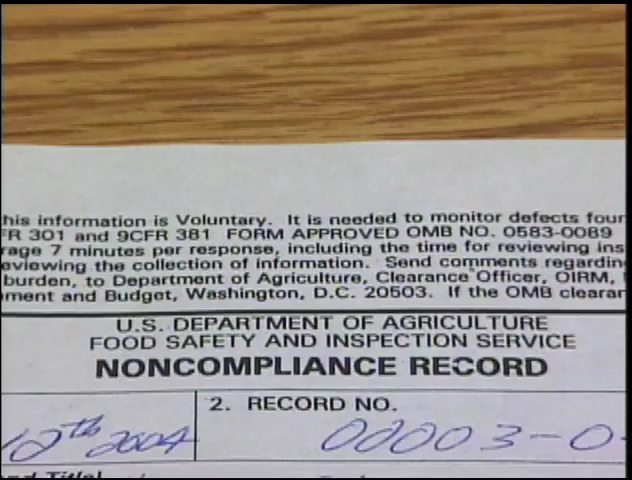 his information is Voluntary. It is needed to monitor defects four
FR 301 and 9CFR 381 FORM APPROVED OMB NO. 0583-0089
rage 7 minutes per response, including the time for reviewing ins
eviewing the collection of information. Send comments regardin
burden, to Department of Agriculture, Clearance Officer, OIRM,
ment and Budget, Washington, D.C. 20503. If the OMB clearan
U.S. DEPARTMENT OF AGRICULTURE
FOOD SAFETY AND INSPECTION SERVICE
NONCOMPLIANCE RECORD
2. RECORD NO.
12th 2004
00003-0
and Title)